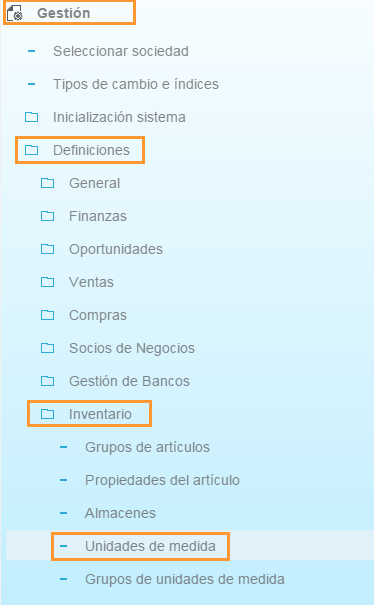 Gestión
Seleccionar sociedad
Tipos de cambio e índices
Inicialización sistema
Definiciones
General
Finanzas
Oportunidades
Ventas
Compras
Socios de Negocios
Gestión de Bancos
Inventario
Grupos de artículos
Propiedades del artículo
Almacenes
Unidades de medida
Grupos de unidades de medida